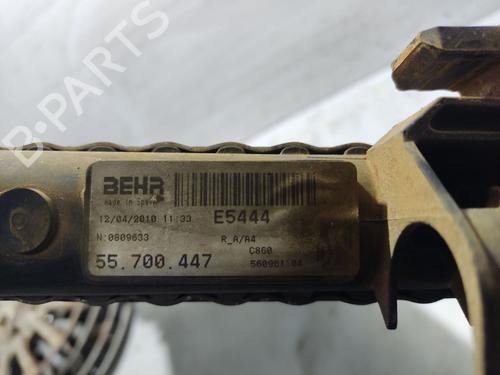 BEHR
made in Spain
12/04/2010 11:33
E5444
N:0809633
R_A/A4
C860
55.700.447
560961104
B-PARTS